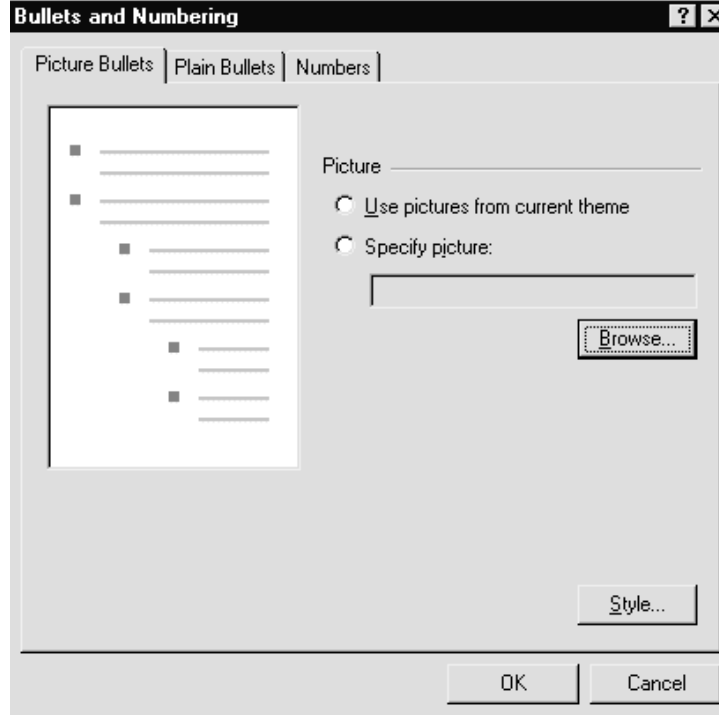 Bullets and Numbering ? ×
Picture Bullets Plain Bullets Numbers
Picture
Use pictures from current theme
Specify picture:
Browse...
Style...
OK Cancel